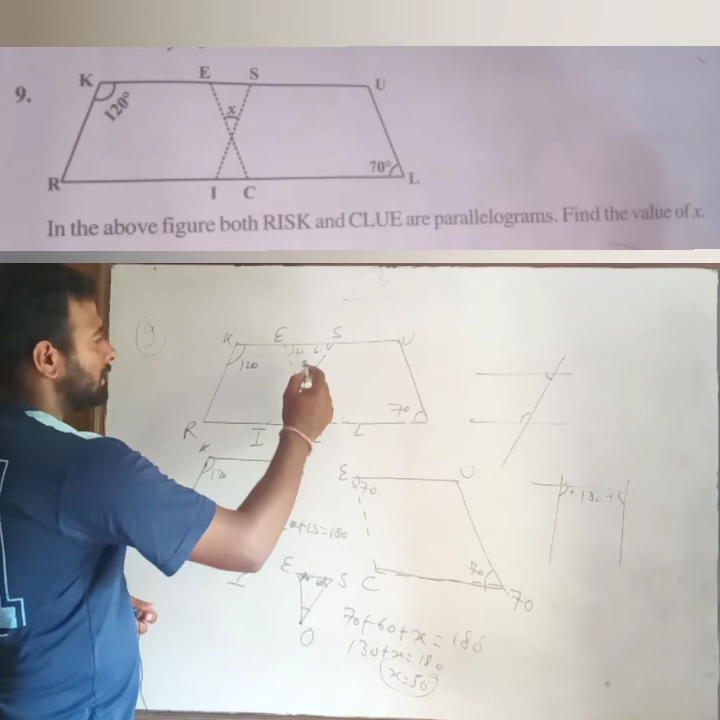 9.
K E S U
120°
x
70°
R I C L
In the above figure both RISK and CLUE are parallelograms. Find the value of x.
9
K E S U
120
70
R I L
K
E U
70
+LS=180
70
E S C 70
O
70+60+x=180
130+x=180
x=50